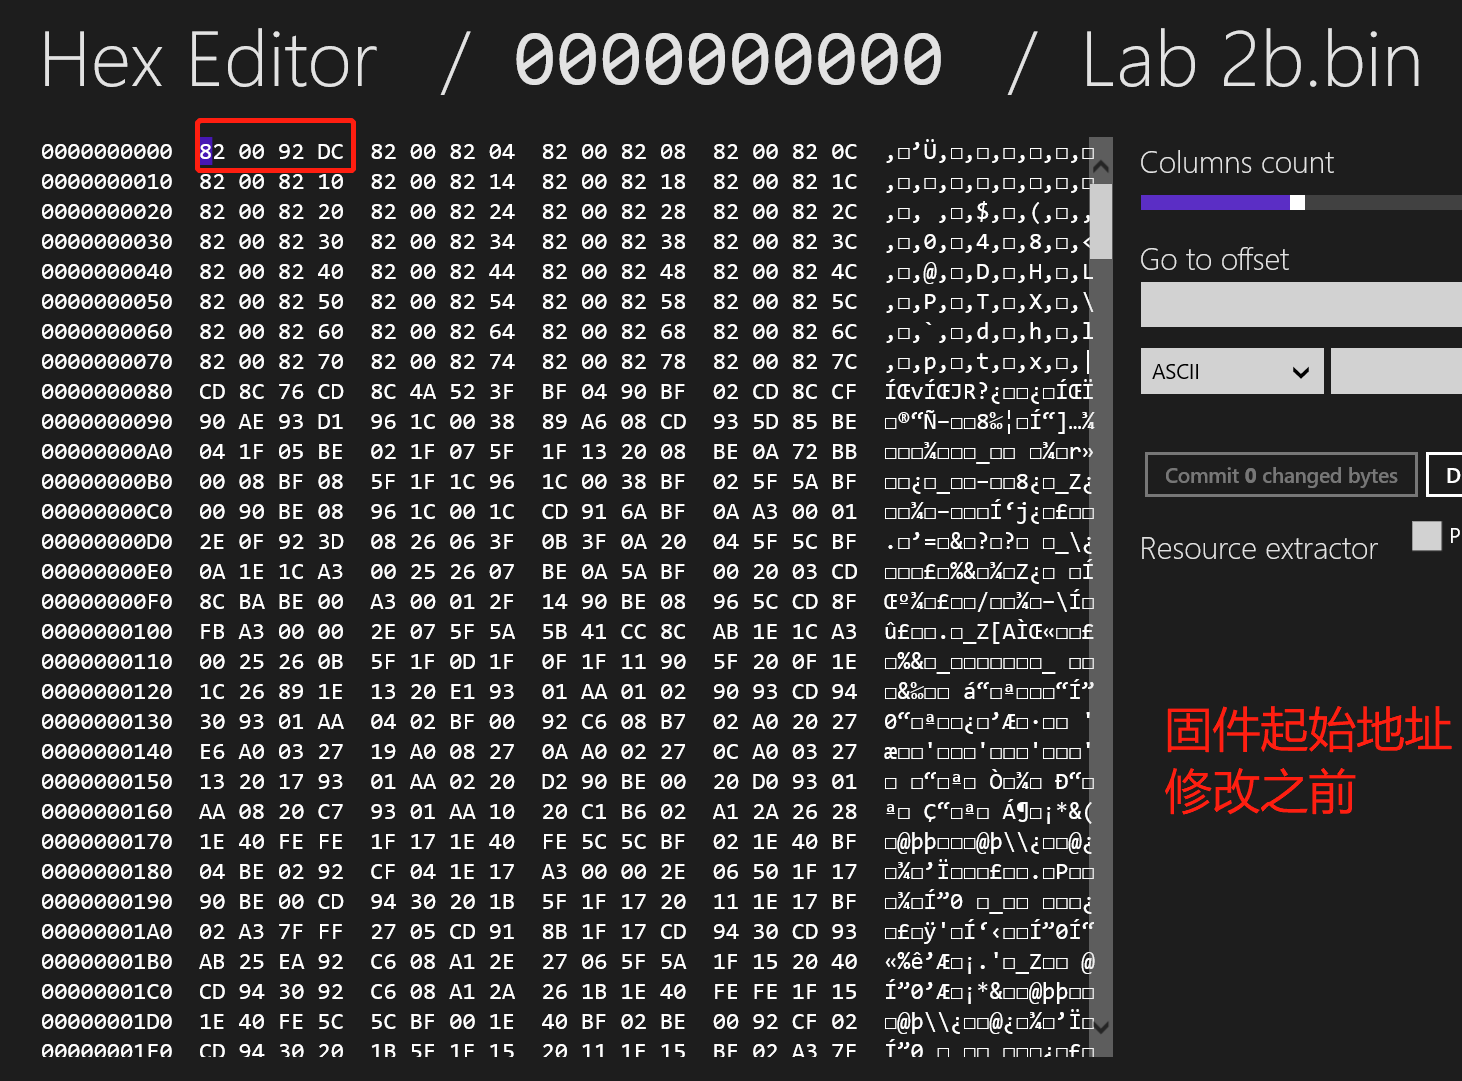 Hex Editor / 0000000000 / Lab 2b.bin
0000000000 82 00 92 DC 82 00 82 04 82 00 82 08 82 00 82 0C ,□’Ü,□,□,□,□,□,□
0000000010 82 00 82 10 82 00 82 14 82 00 82 18 82 00 82 1C ,□,□,□,□,□,□,□,□
0000000020 82 00 82 20 82 00 82 24 82 00 82 28 82 00 82 2C ,□, ,□,$,□,(,□,,
0000000030 82 00 82 30 82 00 82 34 82 00 82 38 82 00 82 3C ,□,0,□,4,□,8,□,<
0000000040 82 00 82 40 82 00 82 44 82 00 82 48 82 00 82 4C ,□,@,□,D,□,H,□,L
0000000050 82 00 82 50 82 00 82 54 82 00 82 58 82 00 82 5C ,□,P,□,T,□,X,□,\
0000000060 82 00 82 60 82 00 82 64 82 00 82 68 82 00 82 6C ,□,`,□,d,□,h,□,l
0000000070 82 00 82 70 82 00 82 74 82 00 82 78 82 00 82 7C ,□,p,□,t,□,x,□,|
0000000080 CD 8C 76 CD 8C 4A 52 3F BF 04 90 BF 02 CD 8C CF ÍŒvÍŒJR?¿□□¿□ÍŒÏ
0000000090 90 AE 93 D1 96 1C 00 38 89 A6 08 CD 93 5D 85 BE □®“Ñ–□□8‰¦□Í“]…¾
00000000A0 04 1F 05 BE 02 1F 07 5F 1F 13 20 08 BE 0A 72 BB □□□¾□□□_□□ □¾□r»
00000000B0 00 08 BF 08 5F 1F 1C 96 1C 00 38 BF 02 5F 5A BF □□¿□_□□–□□8¿□_Z¿
00000000C0 00 90 BE 08 96 1C 00 1C CD 91 6A BF 0A A3 00 01 □□¾□–□□□Í‘j¿□£□□
00000000D0 2E 0F 92 3D 08 26 06 3F 0B 3F 0A 20 04 5F 5C BF .□’=□&□?□?□ □_\¿
00000000E0 0A 1E 1C A3 00 25 26 07 BE 0A 5A BF 00 20 03 CD □□□£□%&□¾□Z¿□ □Í
00000000F0 8C BA BE 00 A3 00 01 2F 14 90 BE 08 96 5C CD 8F Œº¾□£□□/□□¾□–\Í□
0000000100 FB A3 00 00 2E 07 5F 5A 5B 41 CC 8C AB 1E 1C A3 û£□□.□_Z[AÌŒ«□□£
0000000110 00 25 26 0B 5F 1F 0D 1F 0F 1F 11 90 5F 20 0F 1E □%&□_□□□□□□□_ □□
0000000120 1C 26 89 1E 13 20 E1 93 01 AA 01 02 90 93 CD 94 □&‰□□ á“□ª□□□“Í”
0000000130 30 93 01 AA 04 02 BF 00 92 C6 08 B7 02 A0 20 27 0“□ª□□¿□’Æ□·□□ '
0000000140 E6 A0 03 27 19 A0 08 27 0A A0 02 27 0C A0 03 27 æ□□'□□□'□□□'□□□'
0000000150 13 20 17 93 01 AA 02 20 D2 90 BE 00 20 D0 93 01 □ □“□ª□ Ò□¾□ Ð“□
0000000160 AA 08 20 C7 93 01 AA 10 20 C1 B6 02 A1 2A 26 28 ª□ Ç“□ª□ Á¶□¡*&(
0000000170 1E 40 FE FE 1F 17 1E 40 FE 5C 5C BF 02 1E 40 BF □@þþ□□□@þ\\¿□□@¿
0000000180 04 BE 02 92 CF 04 1E 17 A3 00 00 2E 06 50 1F 17 □¾□’Ï□□□£□□.□P□□
0000000190 90 BE 00 CD 94 30 20 1B 5F 1F 17 20 11 1E 17 BF □¾□Í”0 □_□□ □□□¿
00000001A0 02 A3 7F FF 27 05 CD 91 8B 1F 17 CD 94 30 CD 93 □£□ÿ'□Í‘‹□□Í”0Í“
00000001B0 AB 25 EA 92 C6 08 A1 2E 27 06 5F 5A 1F 15 20 40 «%ê’Æ□¡.'□_Z□□ @
00000001C0 CD 94 30 92 C6 08 A1 2A 26 1B 1E 40 FE FE 1F 15 Í”0’Æ□¡*&□□@þþ□□
00000001D0 1E 40 FE 5C 5C BF 00 1E 40 BF 02 BE 00 92 CF 02 □@þ\\¿□□@¿□¾□’Ï□
00000001E0 CD 94 30 20 1B 5F 1F 15 20 11 1E 15 BF 02 A3 7F Í”0 □_□□ □□□¿□£□
Columns count
Go to offset
ASCII
Commit 0 changed bytes D
Resource extractor P
固件起始地址
修改之前